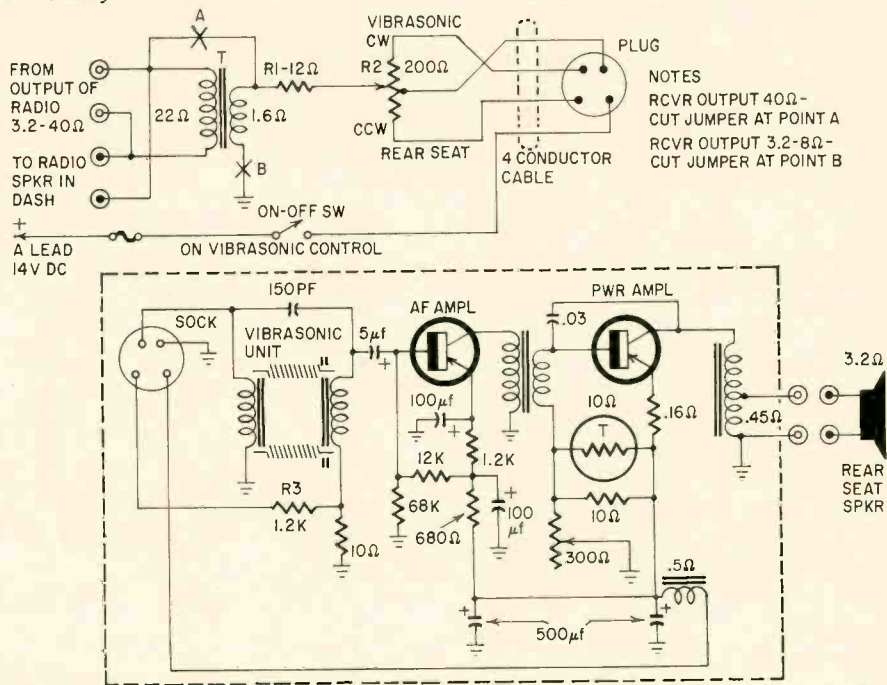 A
VIBRASONIC
CW
PLUG
FROM
OUTPUT OF
RADIO
3.2-40Ω
T
R1-12Ω
R2
200Ω
22Ω
1.6Ω
CCW
REAR SEAT
4 CONDUCTOR
CABLE
NOTES
RCVR OUTPUT 40Ω-
CUT JUMPER AT POINT A
RCVR OUTPUT 3.2-8Ω-
CUT JUMPER AT POINT B
TO RADIO
SPKR IN
DASH
B
+
A LEAD
14V DC
ON-OFF SW
ON VIBRASONIC CONTROL
150PF
SOCK
VIBRASONIC
UNIT
5µf
+
AF AMPL
.03
PWR AMPL
3.2Ω
100µf
+
10Ω
T
.16Ω
.45Ω
12K
1.2K
R3
1.2K
68K
+
100
µf
10Ω
REAR
SEAT
SPKR
10Ω
680Ω
300Ω
.5Ω
+
500µf
+